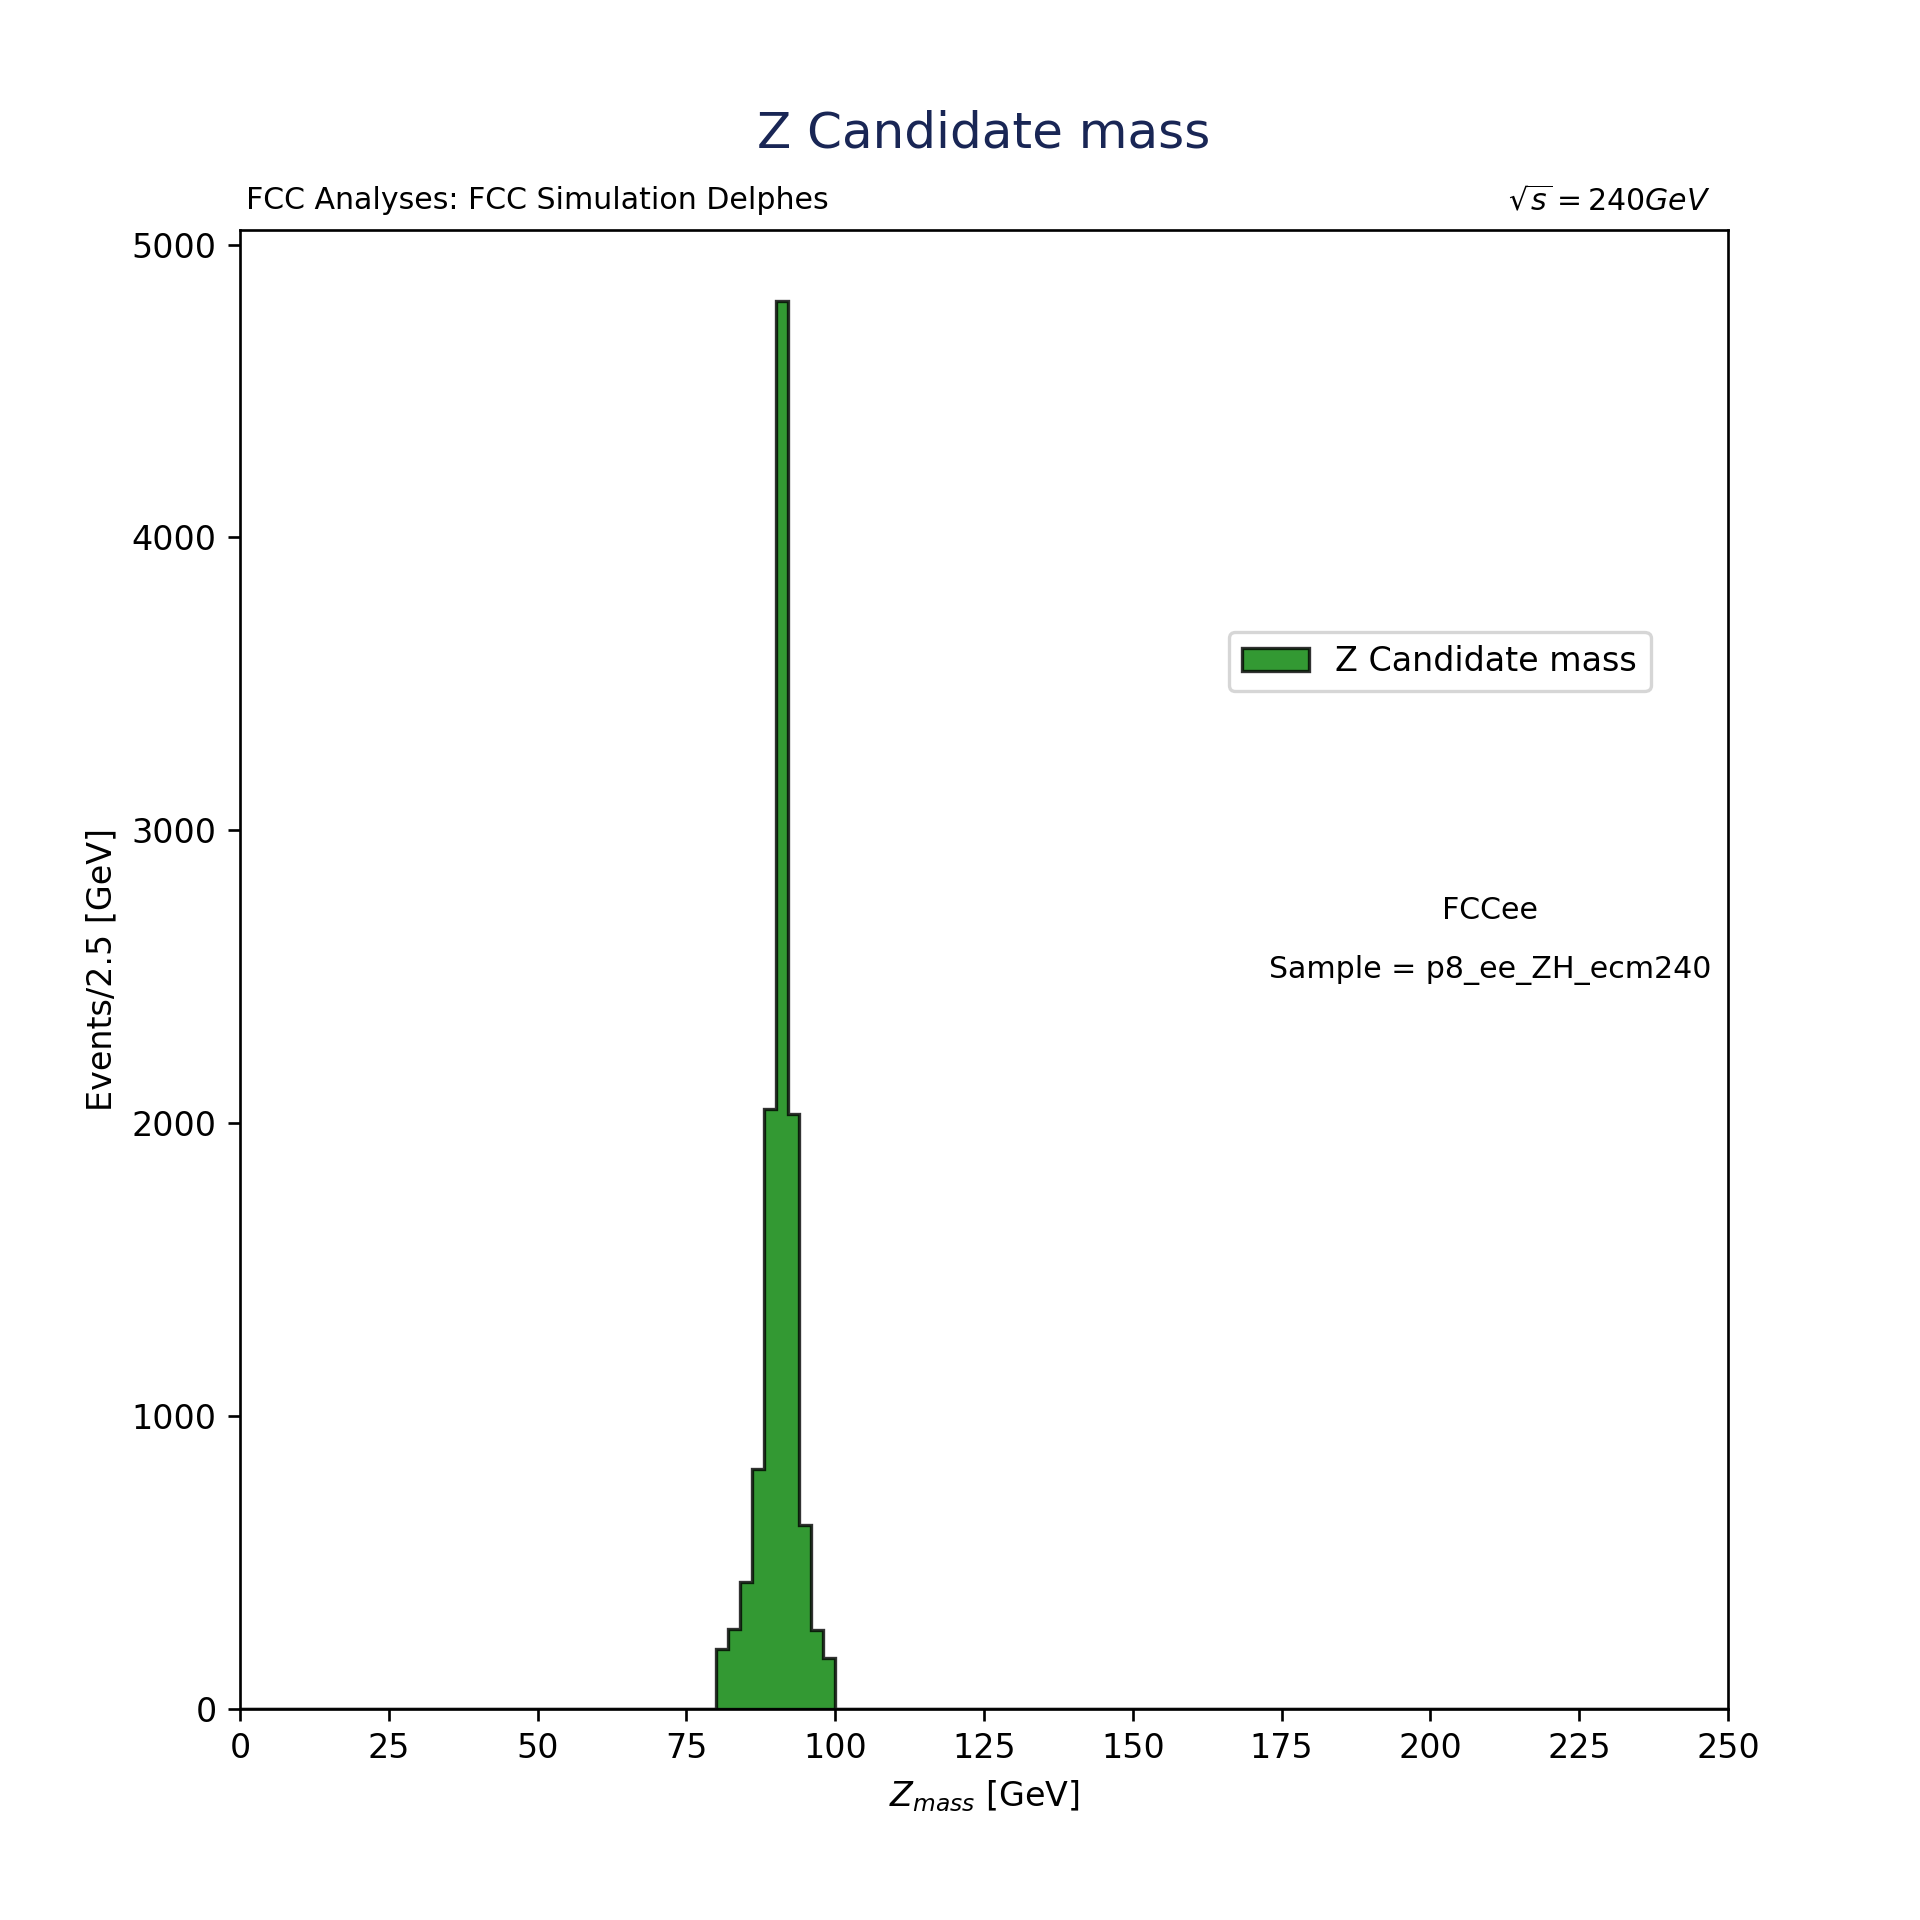 Z Candidate mass
FCC Analyses: FCC Simulation Delphes
√s = 240GeV
5000
4000
3000
2000
1000
0
Events/2.5 [GeV]
Z Candidate mass
FCCee
Sample = p8_ee_ZH_ecm240
0 25 50 75 100 125 150 175 200 225 250
Z_mass [GeV]